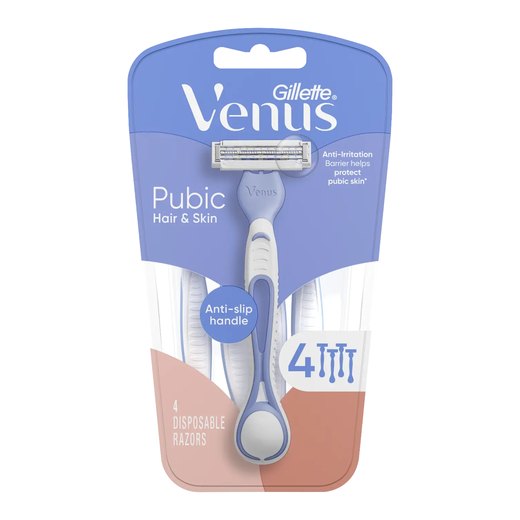 Gillette®
Venus
Anti-Irritation
Barrier helps
protect
pubic skin*
Pubic
Hair & Skin
Venus
Anti-slip
handle
4
4
DISPOSABLE
RAZORS